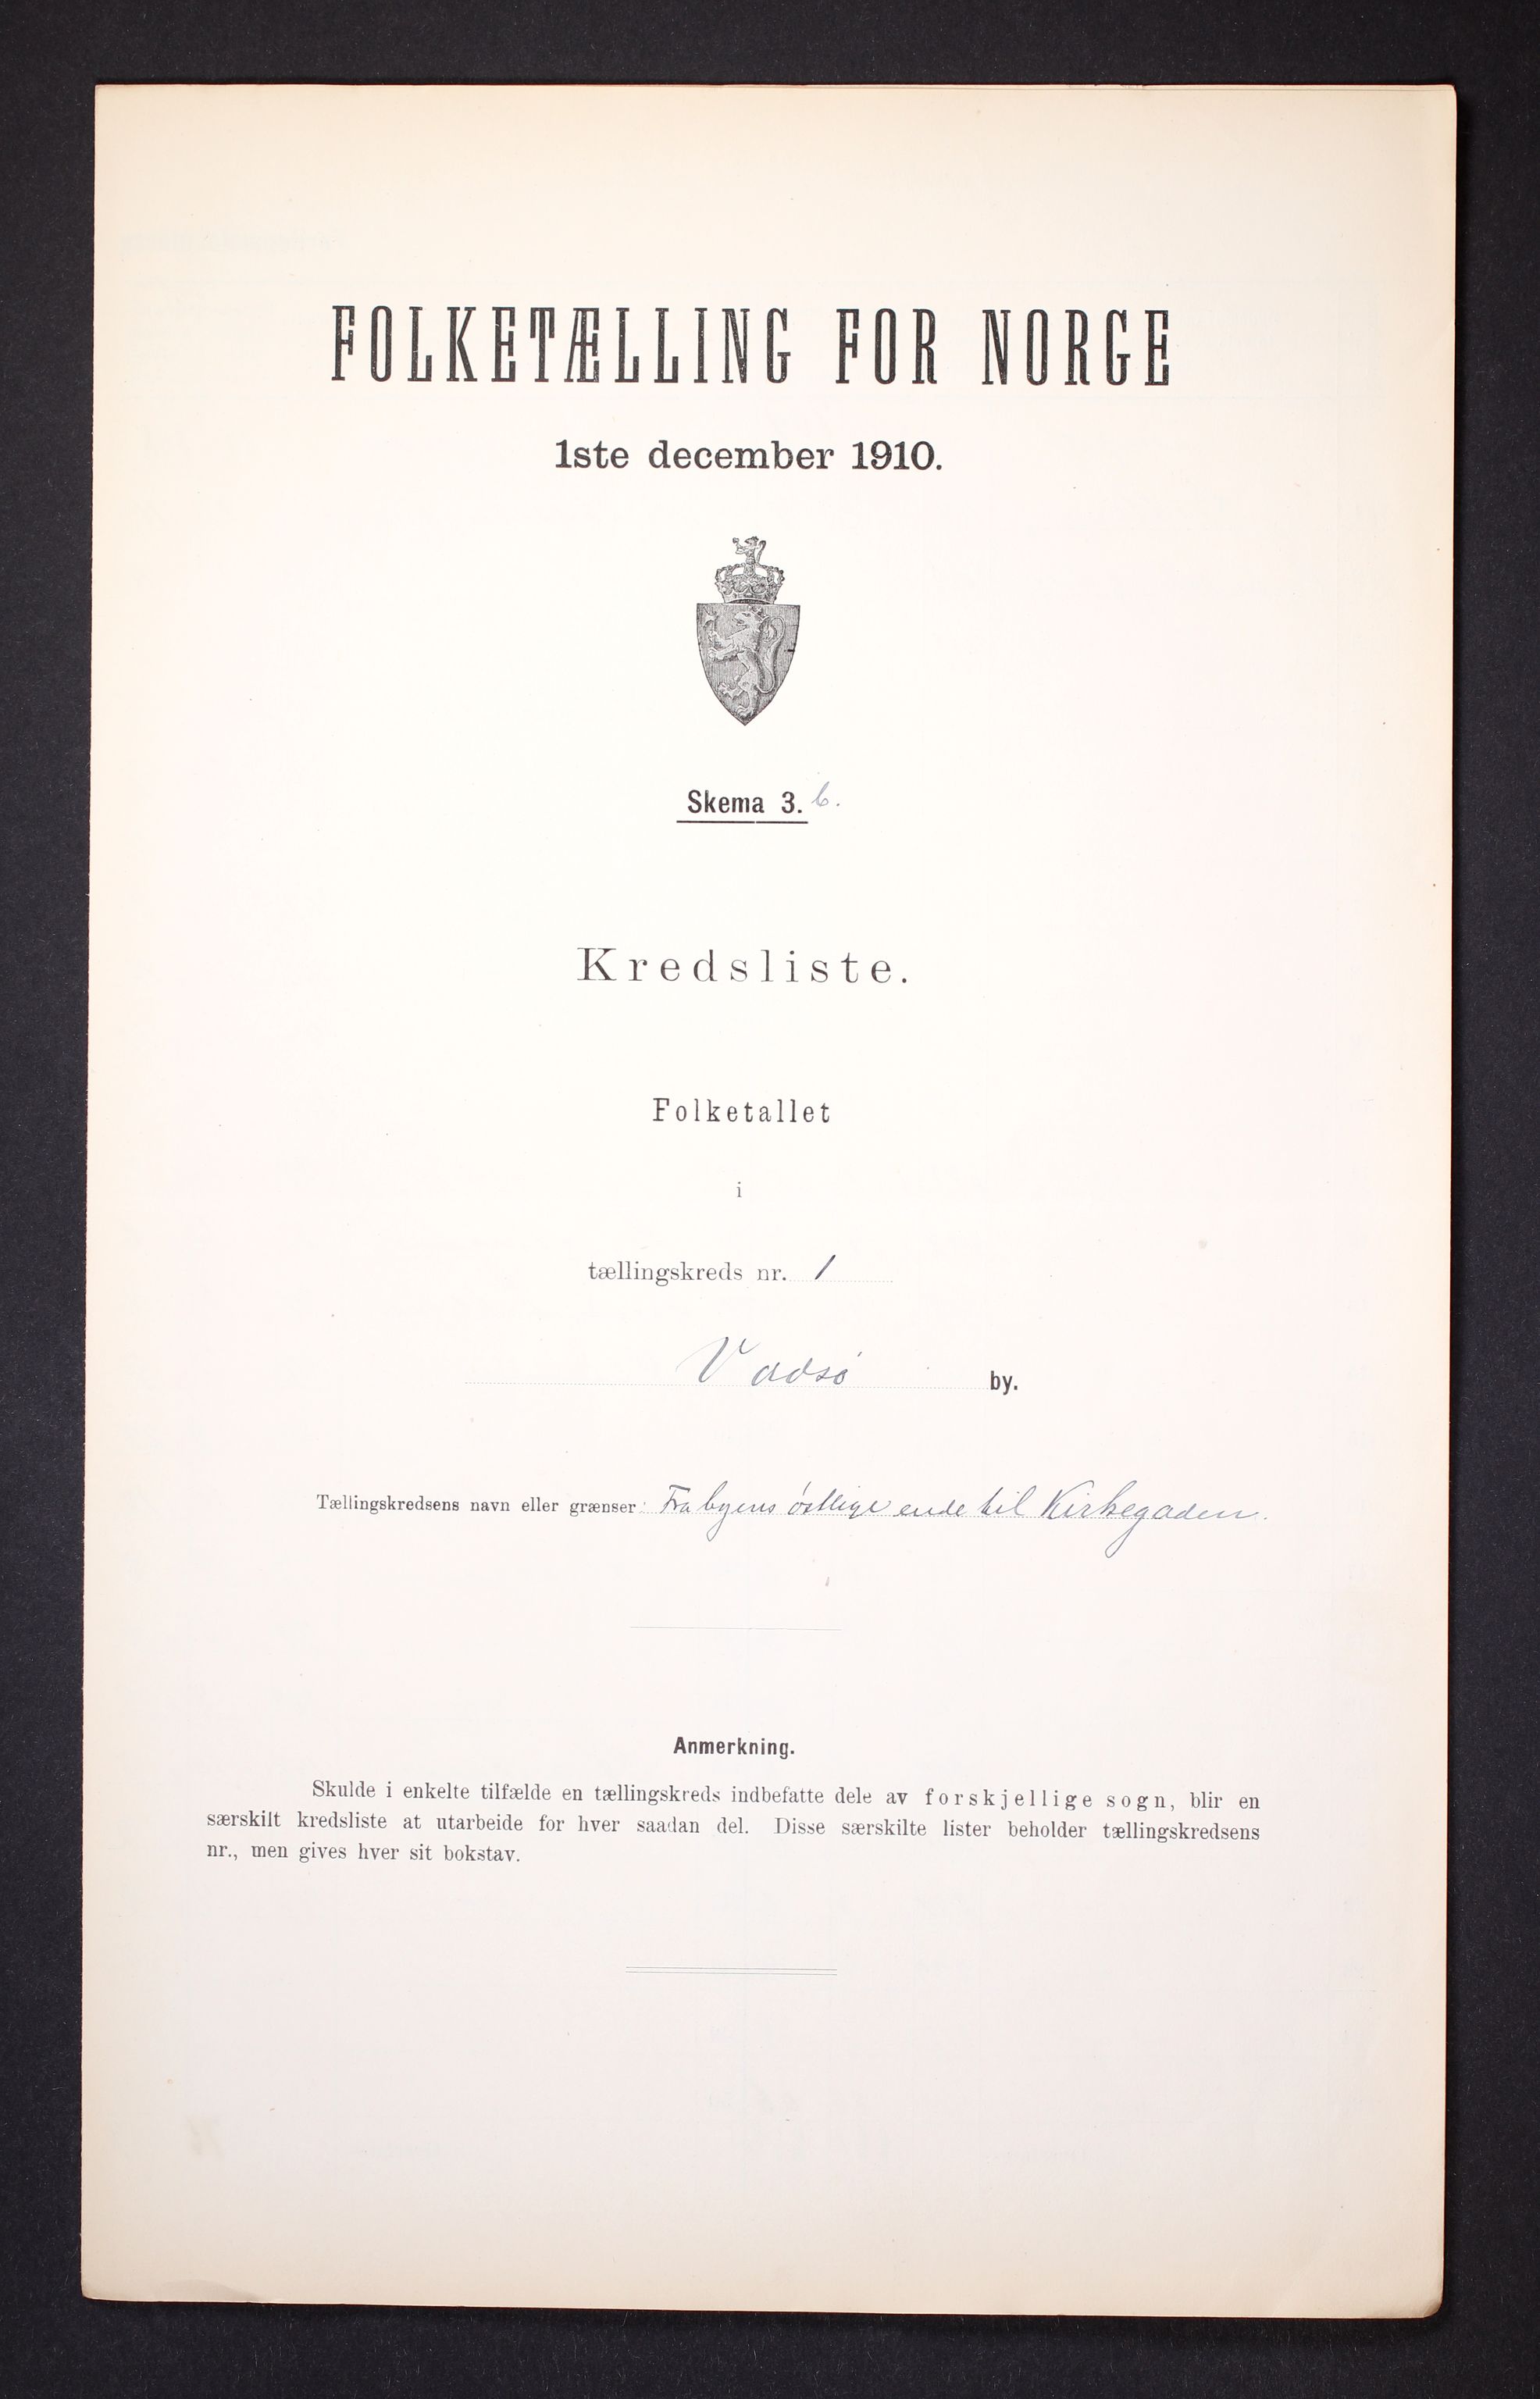 FOLKETÆLLING FOR NORGE
1ste december 1910.
Skema 3. b.
Kredsliste.
Folketallet
i
tællingskreds nr. 1
Vadsö by.
Tællingskredsens navn eller grænser: Fra byens östlige ende til Kirkegaden.
Anmerkning.
Skulde i enkelte tilfælde en tællingskreds indbefatte dele av forskjellige sogn, blir en
særskilt kredsliste at utarbeide for hver saadan del. Disse særskilte lister beholder tællingskredsens
nr., men gives hver sit bokstav.